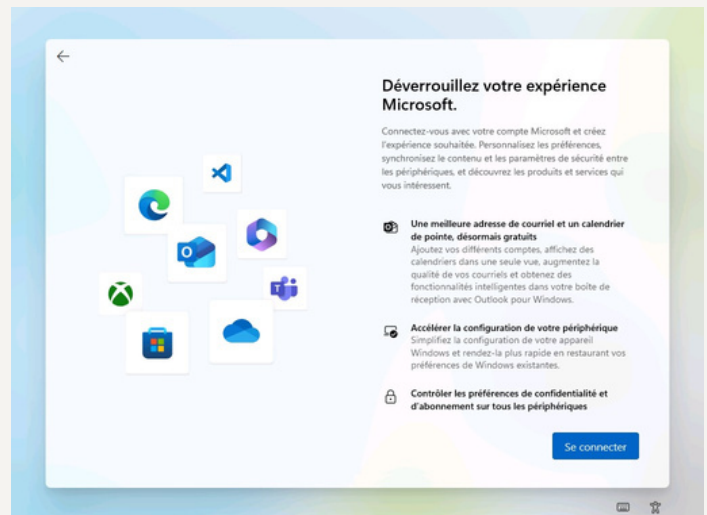 Déverrouillez votre expérience
Microsoft.
Connectez-vous avec votre compte Microsoft et créez
l'expérience souhaitée. Personnalisez les préférences,
synchronisez le contenu et les paramètres de sécurité entre
les périphériques, et découvrez les produits et services qui
vous intéressent.
Une meilleure adresse de courriel et un calendrier
de pointe, désormais gratuits
Ajoutez vos différents comptes, affichez des
calendriers dans une seule vue, augmentez la
qualité de vos courriels et obtenez des
fonctionnalités intelligentes dans votre boîte de
réception avec Outlook pour Windows.
Accélérer la configuration de votre périphérique
Simplifiez la configuration de votre appareil
Windows et rendez-la plus rapide en restaurant vos
préférences de Windows existantes.
Contrôler les préférences de confidentialité et
d'abonnement sur tous les périphériques
Se connecter